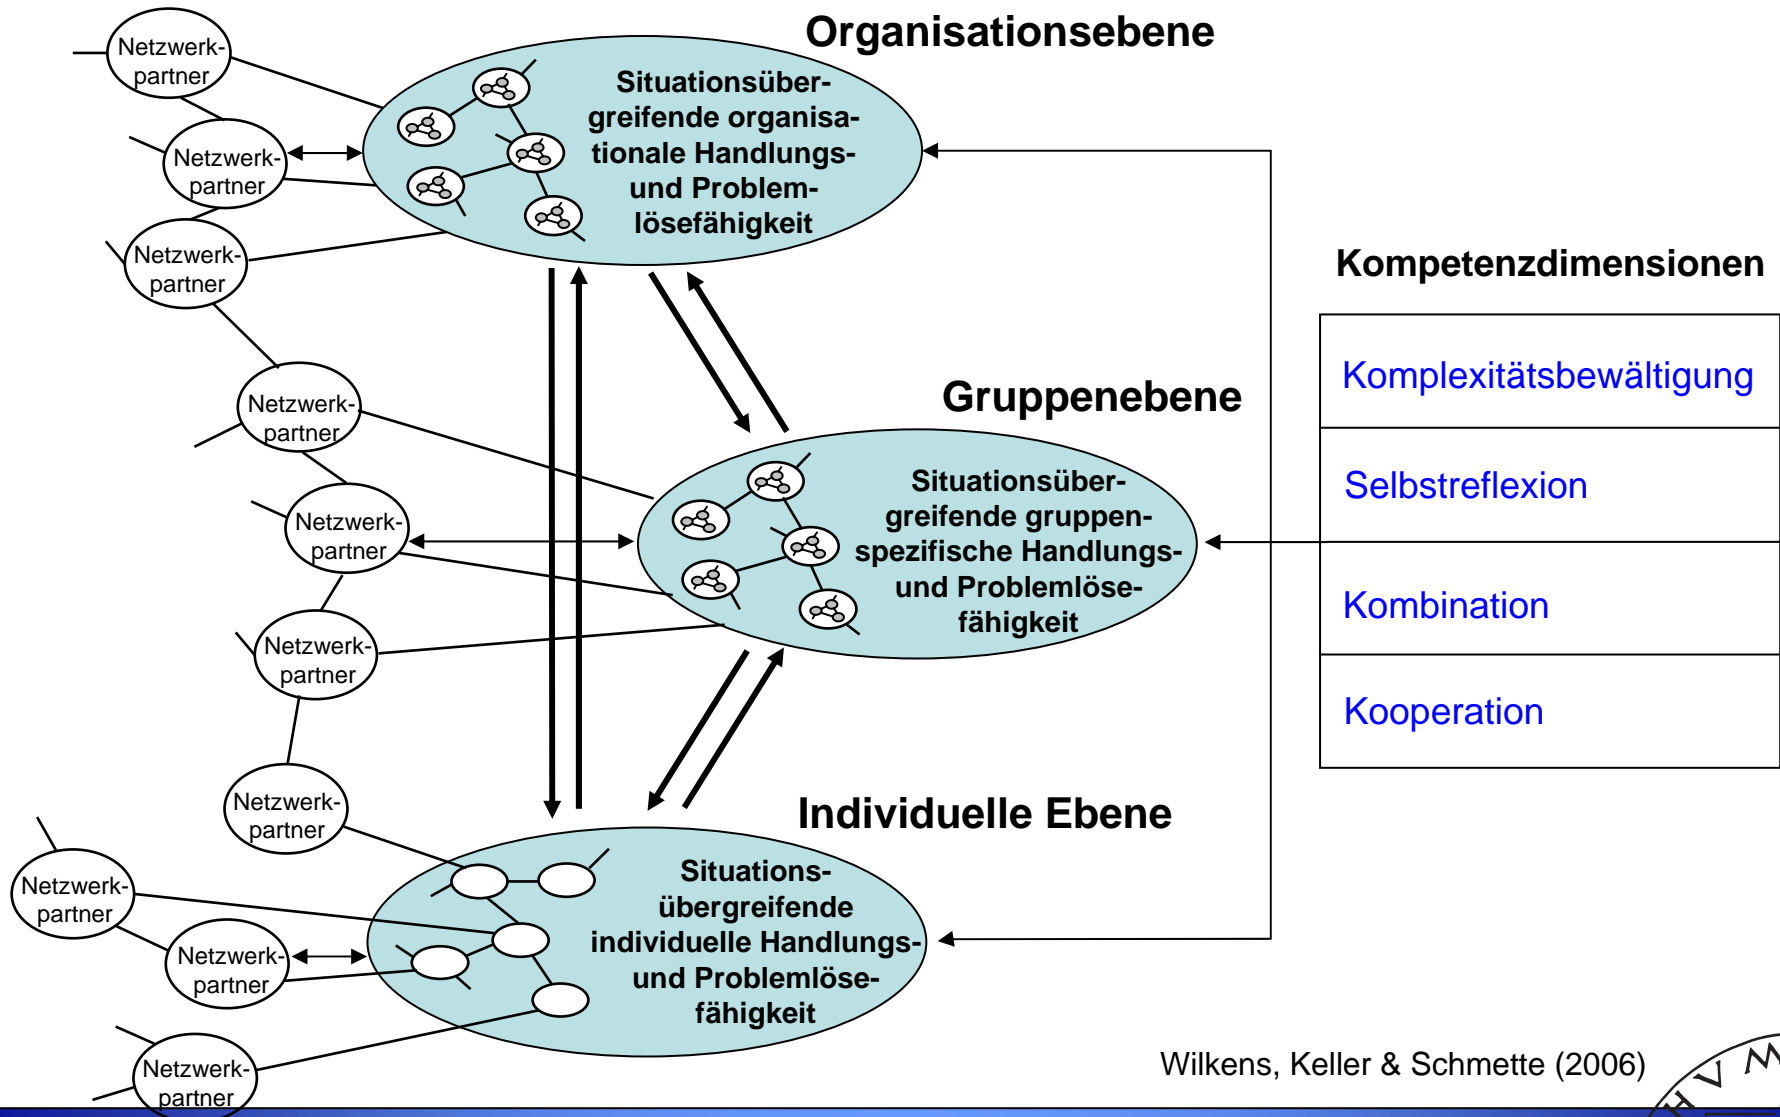 Organisationsebene
Situationsüber-
greifende organisa-
tionale Handlungs-
und Problem-
lösefähigkeit
Netzwerk-
partner
Netzwerk-
partner
Netzwerk-
partner
Gruppenebene
Situationsüber-
greifende gruppen-
spezifische Handlungs-
und Problemlöse-
fähigkeit
Netzwerk-
partner
Netzwerk-
partner
Netzwerk-
partner
Individuelle Ebene
Situations-
übergreifende
individuelle Handlungs-
und Problemlöse-
fähigkeit
Netzwerk-
partner
Netzwerk-
partner
Netzwerk-
partner
Netzwerk-
partner
Kompetenzdimensionen
Komplexitätsbewältigung
Selbstreflexion
Kombination
Kooperation
Wilkens, Keller & Schmette (2006)